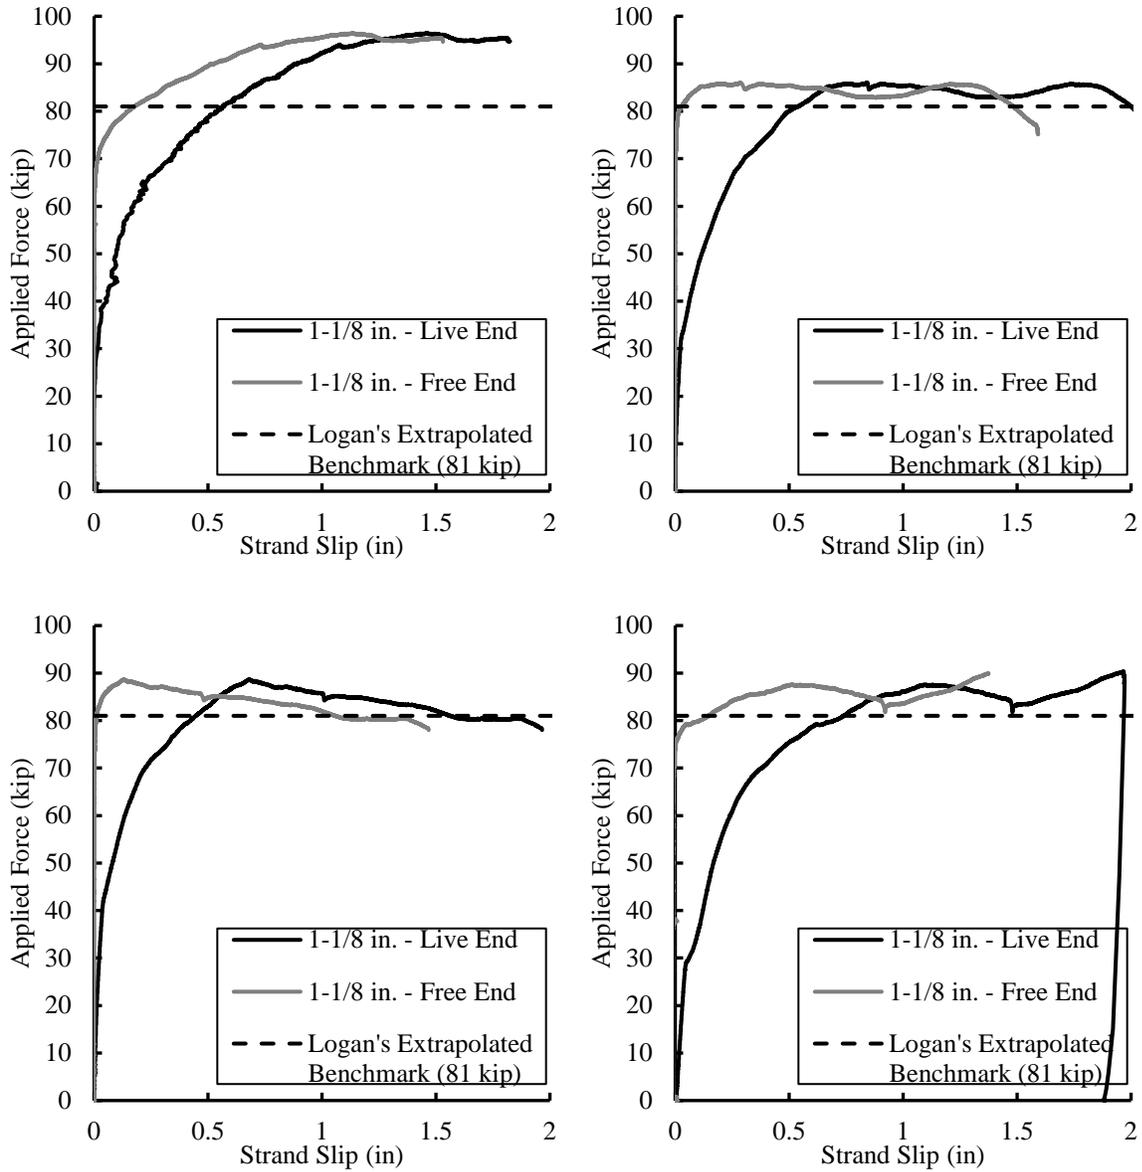 100
90
80
70
60
50
40
30
20
10
0
Applied Force (kip)
1-1/8 in. - Live End
1-1/8 in. - Free End
Logan's Extrapolated
Benchmark (81 kip)
0 0.5 1 1.5 2
Strand Slip (in)
100
90
80
70
60
50
40
30
20
10
0
Applied Force (kip)
1-1/8 in. - Live End
1-1/8 in. - Free End
Logan's Extrapolated
Benchmark (81 kip)
0 0.5 1 1.5 2
Strand Slip (in)
100
90
80
70
60
50
40
30
20
10
0
Applied Force (kip)
1-1/8 in. - Live End
1-1/8 in. - Free End
Logan's Extrapolated
Benchmark (81 kip)
0 0.5 1 1.5 2
Strand Slip (in)
100
90
80
70
60
50
40
30
20
10
0
Applied Force (kip)
1-1/8 in. - Live End
1-1/8 in. - Free End
Logan's Extrapolated
Benchmark (81 kip)
0 0.5 1 1.5 2
Strand Slip (in)